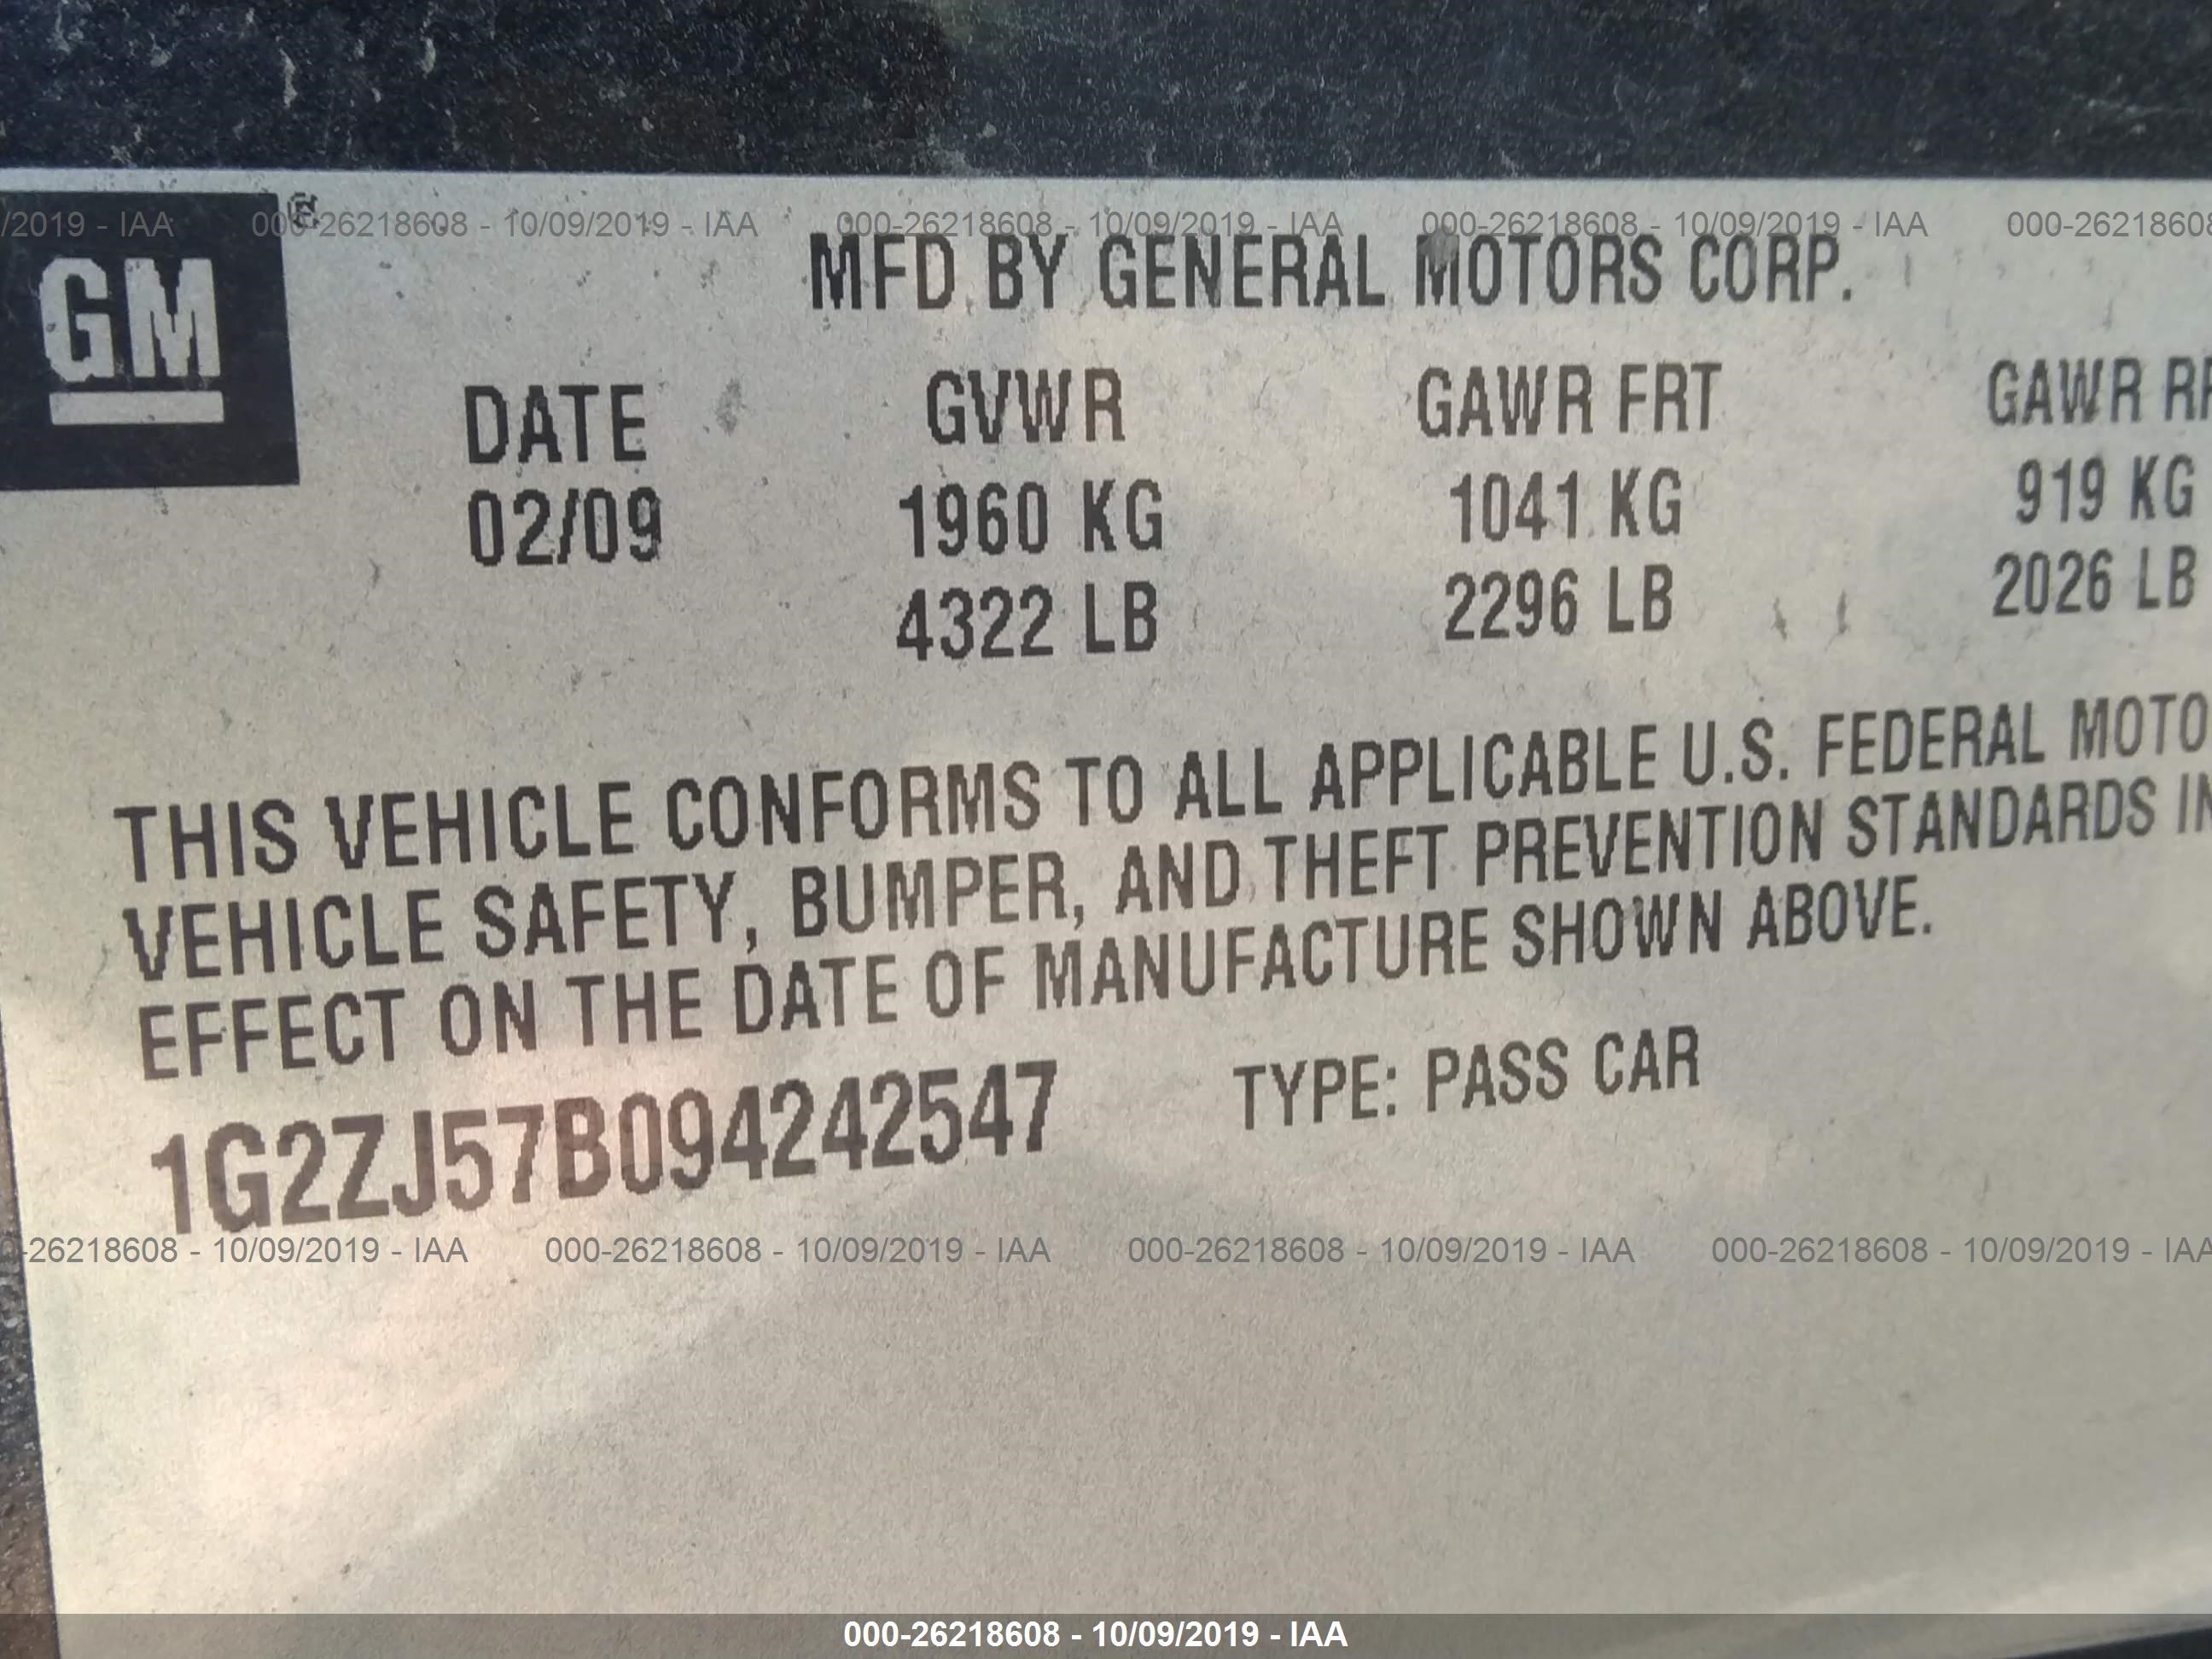 /2019 - IAA 000-26218608 - 10/09/2019 - IAA 000-26218608 - 10/09/2019 - IAA 000-26218608 - 10/09/2019 - IAA 000-26218608
GM ®
MFD BY GENERAL MOTORS CORP.
DATE GVWR GAWR FRT GAWR RR
02/09 1960 KG 1041 KG 919 KG
4322 LB 2296 LB 2026 LB
THIS VEHICLE CONFORMS TO ALL APPLICABLE U.S. FEDERAL MOTO
VEHICLE SAFETY, BUMPER, AND THEFT PREVENTION STANDARDS IN
EFFECT ON THE DATE OF MANUFACTURE SHOWN ABOVE.
1G2ZJ57B094242547 TYPE: PASS CAR
-26218608 - 10/09/2019 - IAA 000-26218608 - 10/09/2019 - IAA 000-26218608 - 10/09/2019 - IAA 000-26218608 - 10/09/2019 - IAA
000-26218608 - 10/09/2019 - IAA